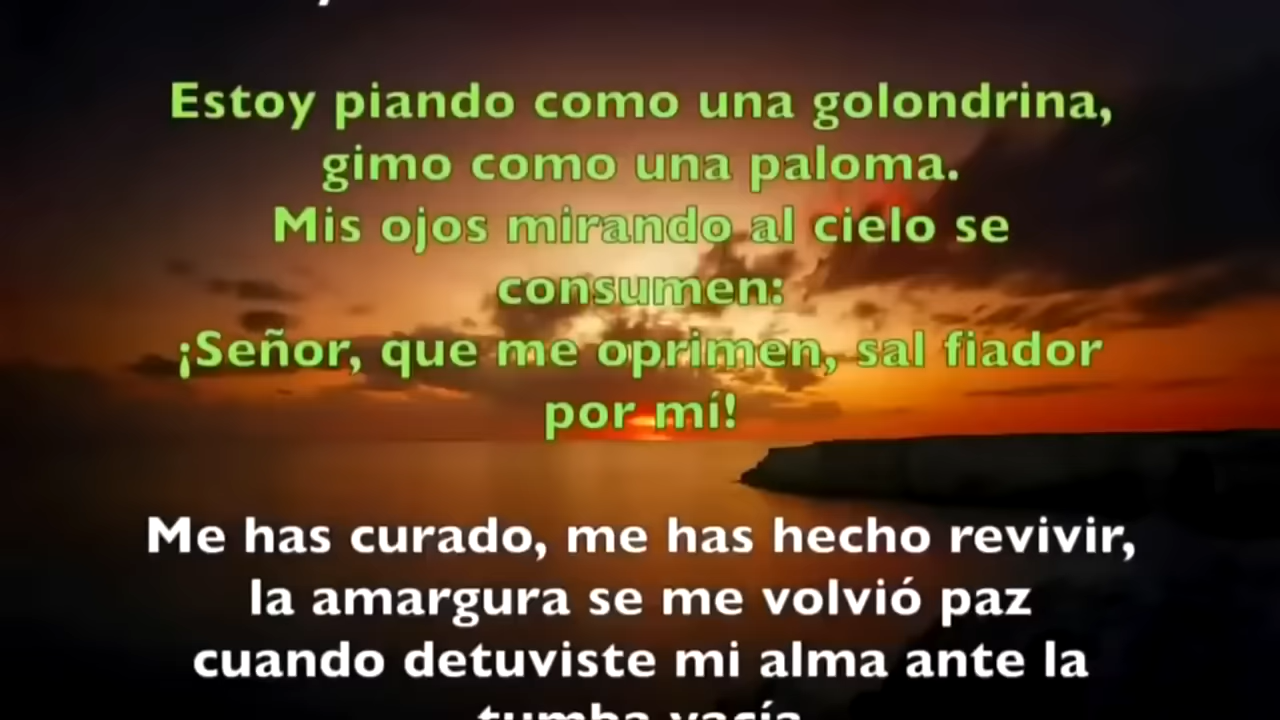 Estoy piando como una golondrina,
gimo como una paloma.
Mis ojos mirando al cielo se
consumen:
¡Señor, que me oprimen, sal fiador
por mí!
Me has curado, me has hecho revivir,
la amargura se me volvió paz
cuando detuviste mi alma ante la
tumba vacía